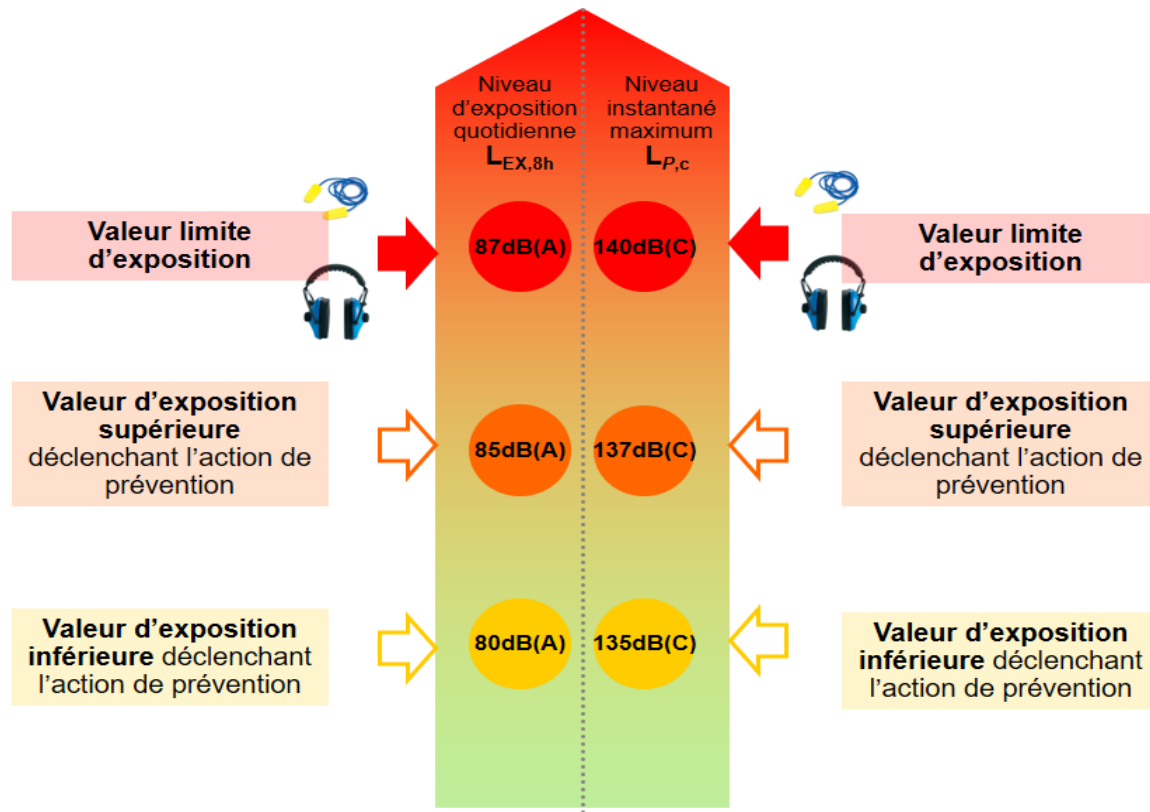 Niveau
d'exposition
quotidienne
LEX,8h
Niveau
instantané
maximum
LP,c
Valeur limite
d'exposition
87dB(A)
140dB(C)
Valeur limite
d'exposition
Valeur d'exposition
supérieure
déclenchant l'action de
prévention
85dB(A)
137dB(C)
Valeur d'exposition
supérieure
déclenchant l'action de
prévention
Valeur d'exposition
inférieure déclenchant
l'action de prévention
80dB(A)
135dB(C)
Valeur d'exposition
inférieure déclenchant
l'action de prévention